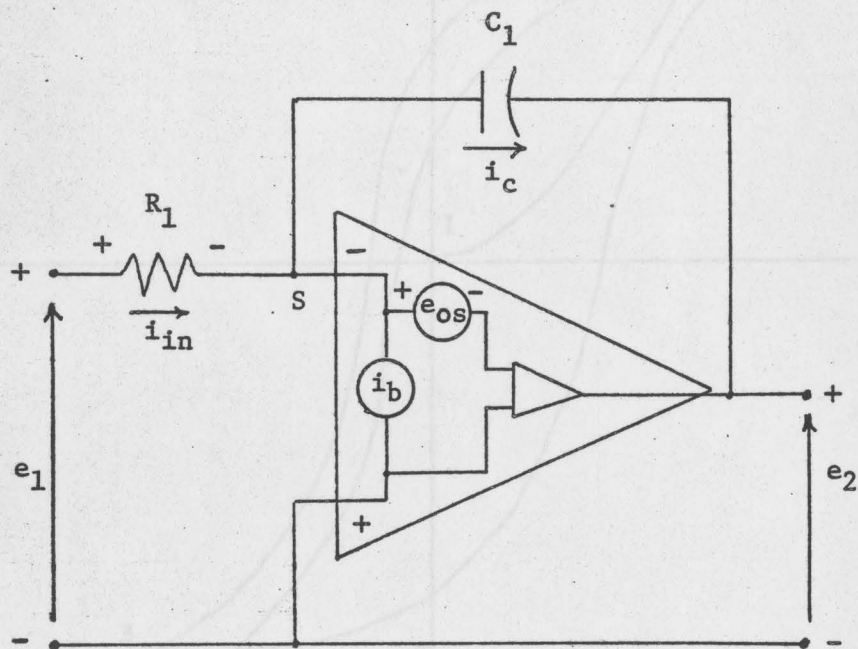 C1
ic
R1
+ -
+
iin
S
-
+ eos -
ib
+
e1
+
e2
-
-